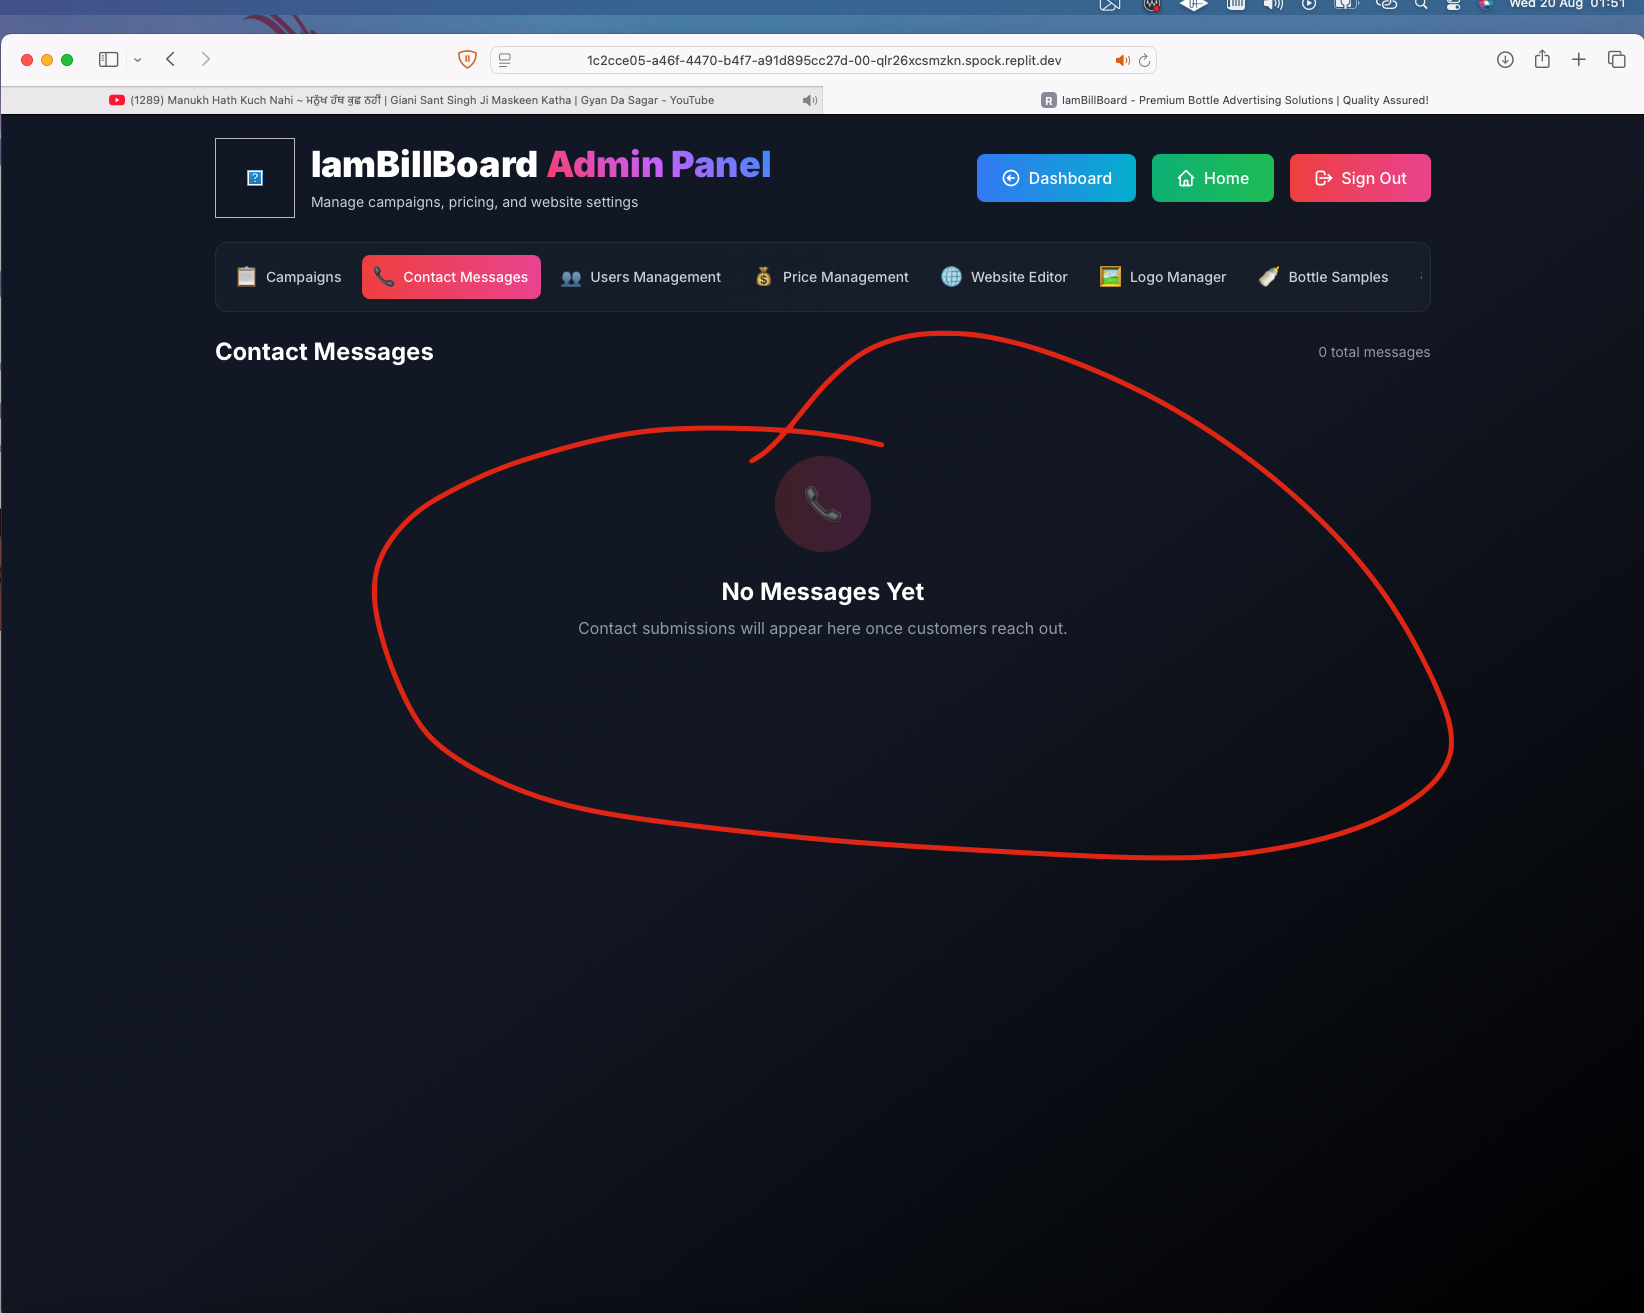 Wed 20 Aug 01:51
1c2cce05-a46f-4470-b4f7-a91d895cc27d-00-qlr26xcsmzkn.spock.replit.dev
(1289) Manukh Hath Kuch Nahi ~ ਮਨੁੱਖ ਹੱਥ ਕੁਛ ਨਹੀਂ | Giani Sant Singh Ji Maskeen Katha | Gyan Da Sagar - YouTube
R IamBillBoard - Premium Bottle Advertising Solutions | Quality Assured!
IamBillBoard Admin Panel
Manage campaigns, pricing, and website settings
Dashboard
Home
Sign Out
Campaigns
Contact Messages
Users Management
Price Management
Website Editor
Logo Manager
Bottle Samples
Contact Messages
0 total messages
No Messages Yet
Contact submissions will appear here once customers reach out.